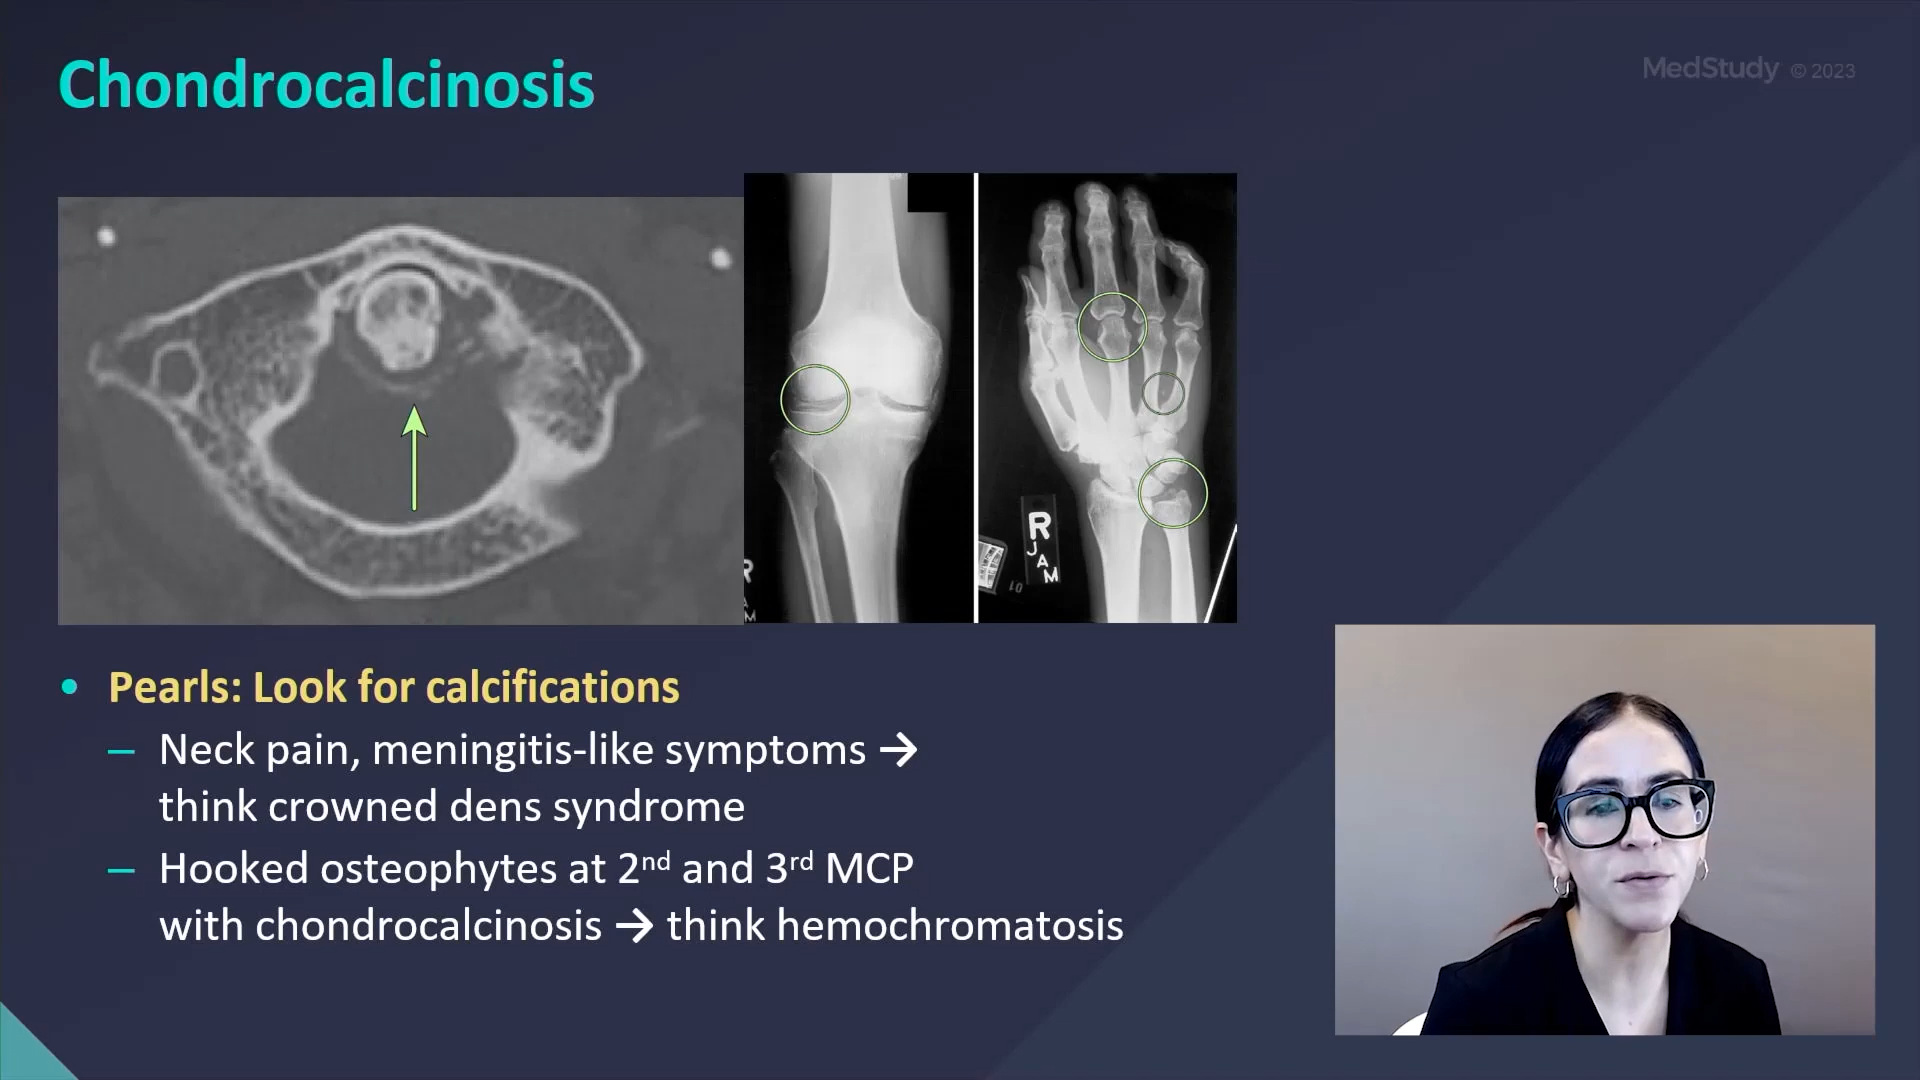 Chondrocalcinosis
MedStudy © 2023
R
J
A
M
01
R
M
• Pearls: Look for calcifications
– Neck pain, meningitis-like symptoms →
think crowned dens syndrome
– Hooked osteophytes at 2nd and 3rd MCP
with chondrocalcinosis → think hemochromatosis